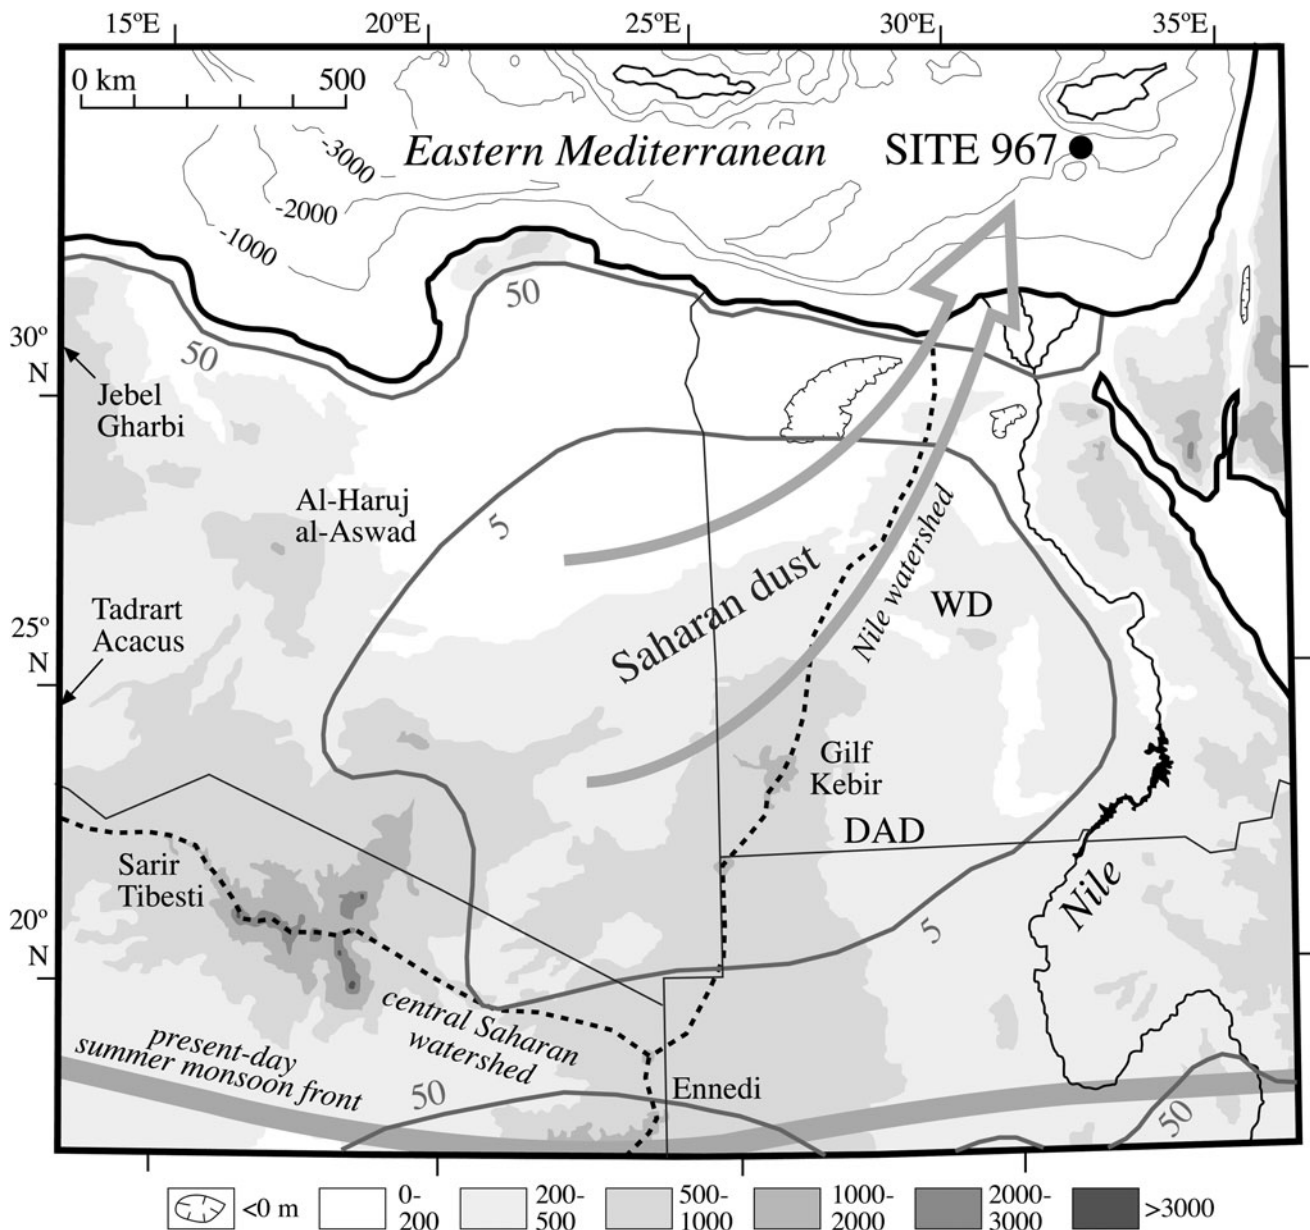 15ºE 20ºE 25ºE 30ºE 35ºE
0 km 500
-3000
-2000
-1000
Eastern Mediterranean
SITE 967
50
50
30º
N
Jebel
Gharbi
Al-Haruj
al-Aswad
5
Saharan dust
Nile watershed
WD
Tadrart
Acacus
25º
N
Gilf
Kebir
DAD
Sarir
Tibesti
Nile
20º
N
5
central Saharan
watershed
present-day
summer monsoon front
50
Ennedi
50
<0 m
0-
200
200-
500
500-
1000
1000-
2000
2000-
3000
>3000